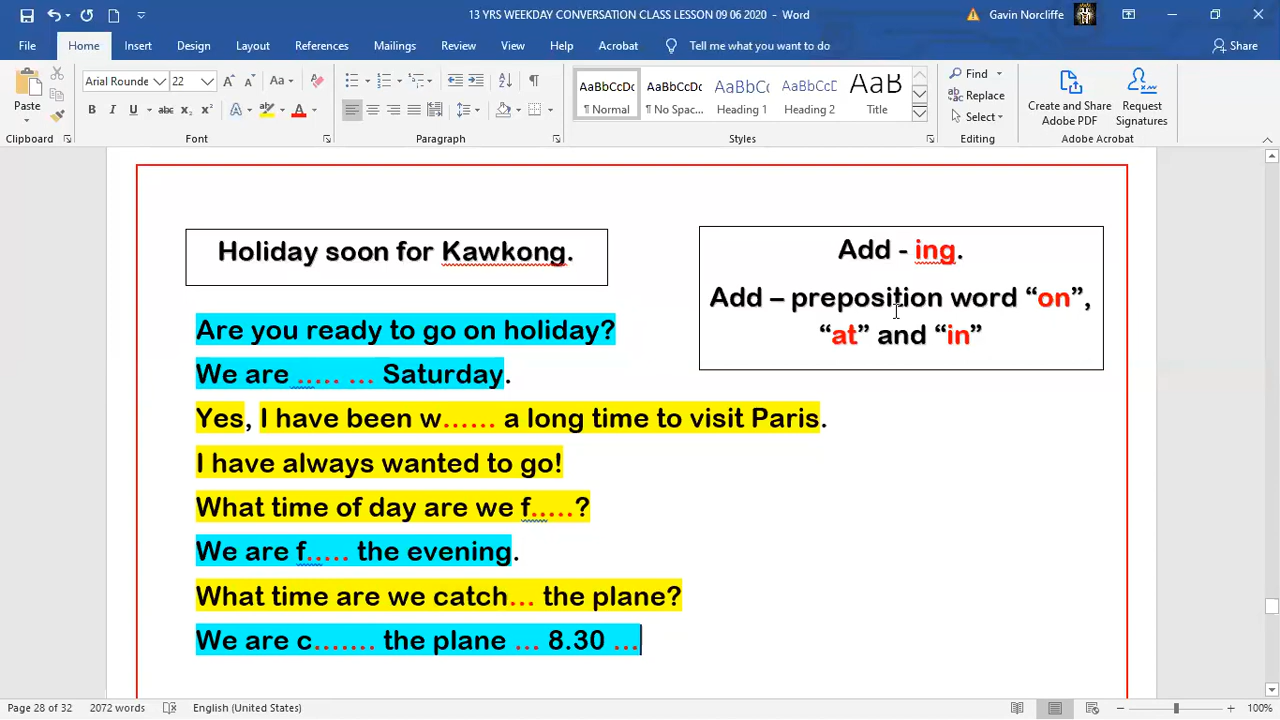 13 YRS WEEKDAY CONVERSATION CLASS LESSON 09 06 2020 - Word
Gavin Norcliffe
File Home Insert Design Layout References Mailings Review View Help Acrobat Tell me what you want to do Share
Paste
Arial Rounde 22
Clipboard Font Paragraph Styles Editing Adobe Acrobat
AaBbCcDc AaBbCcDc AaBbCc AaBbCcD AaB
¶ Normal ¶ No Spac... Heading 1 Heading 2 Title
Find
Replace
Select
Create and Share Adobe PDF
Request Signatures
Holiday soon for Kawkong.
Add - ing.
Add – preposition word “on”,
“at” and “in”
Are you ready to go on holiday?
We are ..... ... Saturday.
Yes, I have been w...... a long time to visit Paris.
I have always wanted to go!
What time of day are we f.....?
We are f..... the evening.
What time are we catch... the plane?
We are c....... the plane ... 8.30 ...
Page 28 of 32 2072 words English (United States) 100%